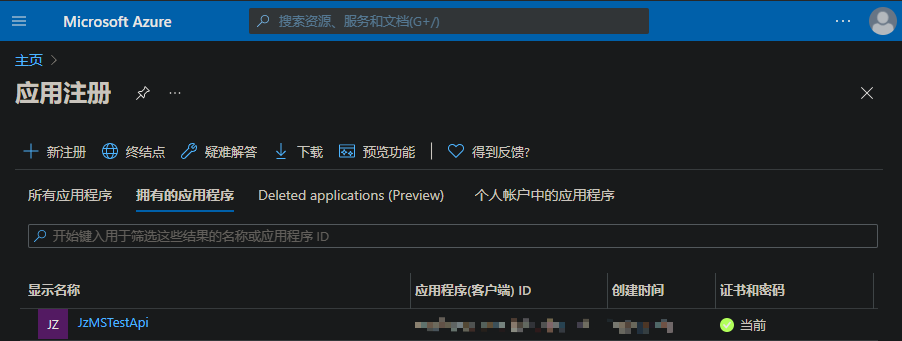 Microsoft Azure
搜索资源、服务和文档(G+/)
主页
应用注册
新注册 终结点 疑难解答 下载 预览功能 得到反馈?
所有应用程序 拥有的应用程序 Deleted applications (Preview) 个人帐户中的应用程序
开始键入用于筛选这些结果的名称或应用程序 ID
显示名称 应用程序(客户端) ID 创建时间 证书和密码
JZ JzMSTestApi 当前